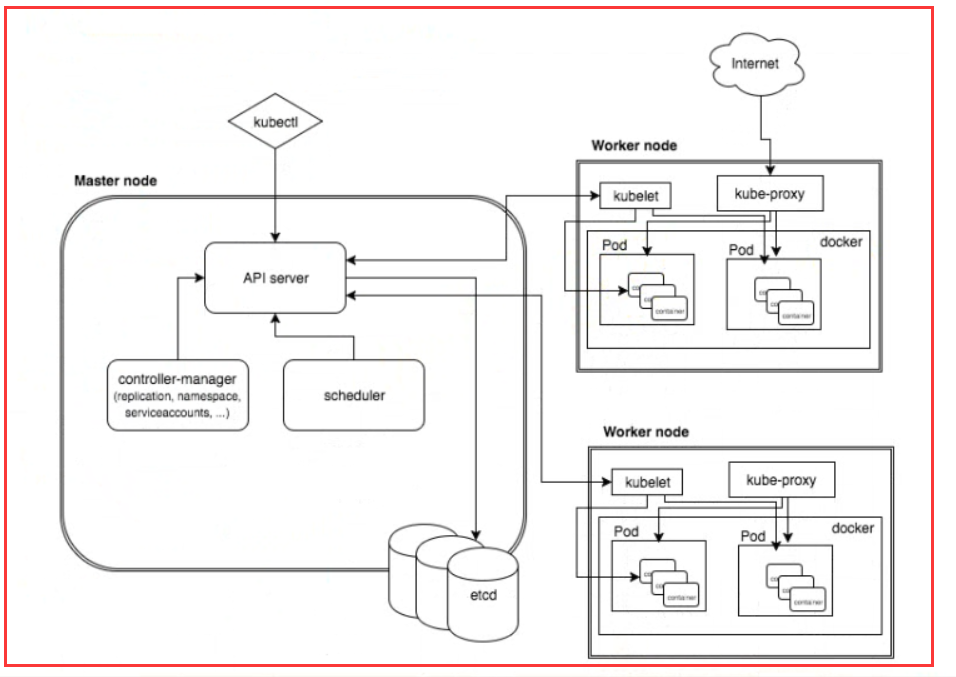 Internet
kubectl
Master node
API server
controller-manager
(replication, namespace,
serviceaccounts, ...)
scheduler
etcd
Worker node
kubelet
kube-proxy
docker
Pod
container
Pod
container
Worker node
kubelet
kube-proxy
docker
Pod
container
Pod
container